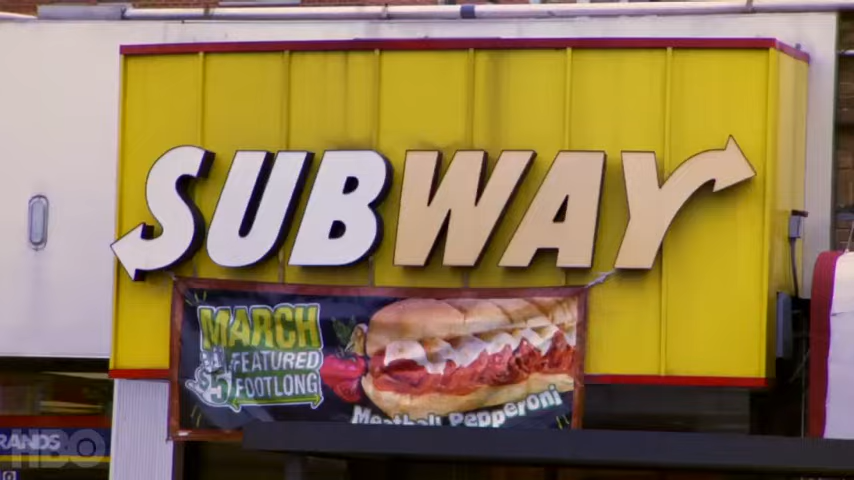 SUBWAY
MARCH
FEATURED
$5 FOOTLONG
Meatball Pepperoni
RANDS
HBO